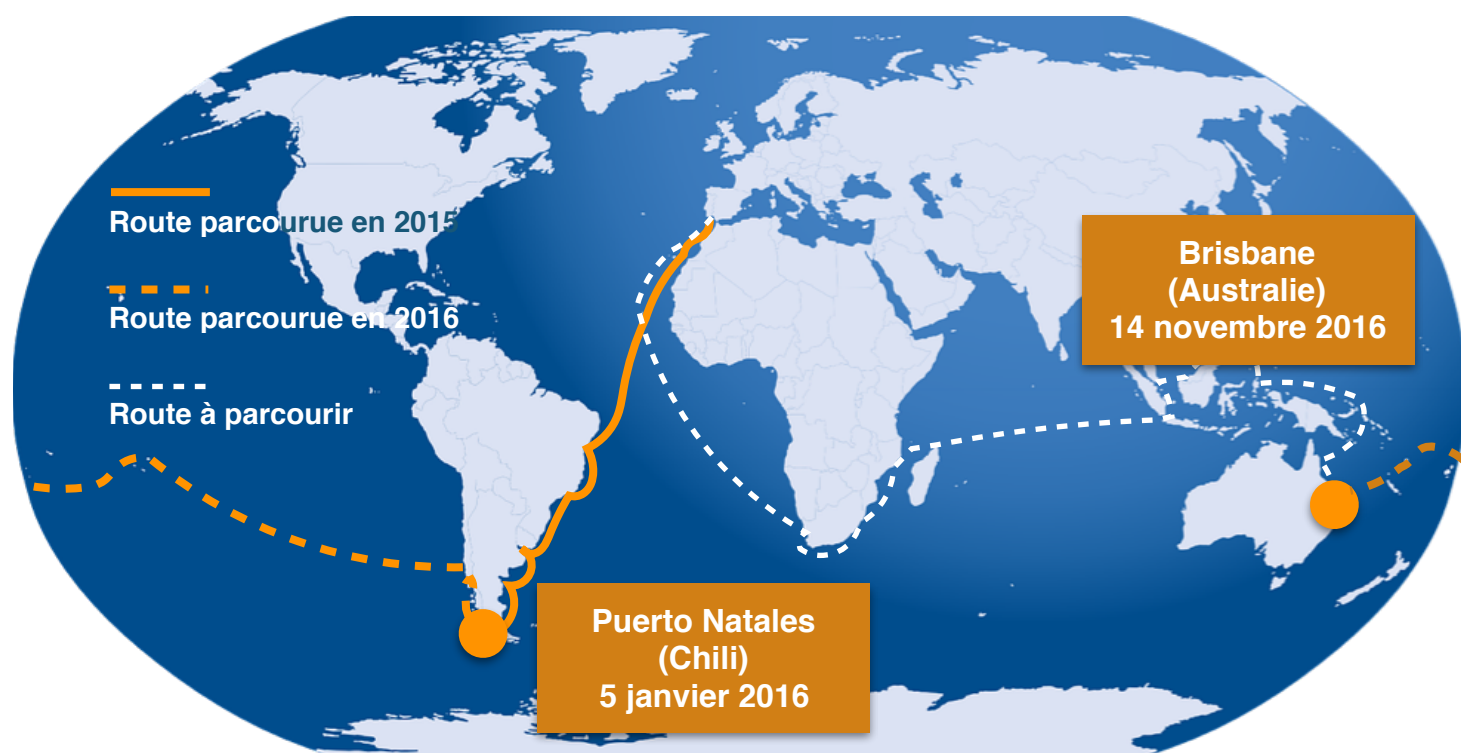 Route parcourue en 2015
Route parcourue en 2016
Route à parcourir
Brisbane
(Australie)
14 novembre 2016
Puerto Natales
(Chili)
5 janvier 2016